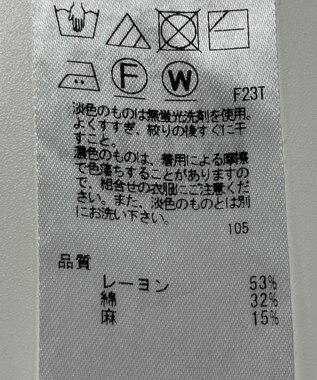 F
W
F23T
淡色のものは無蛍光洗剤を使用。
よくすすぎ、絞りの後すぐに干
すこと。
濃色のものは、着用による摩擦
で色落ちすることがありますの
で、組合せの衣服にご注意くだ
さい。また、淡色のものとは別
にお洗い下さい。
105
品質
レーヨン 53%
綿 32%
麻 15%